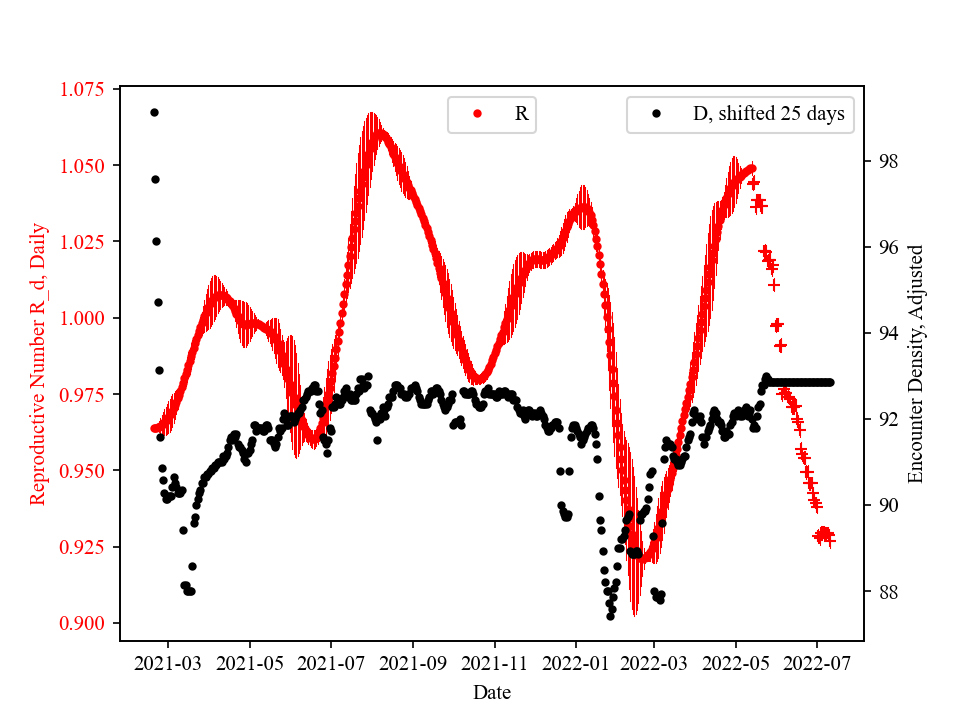 R
D, shifted 25 days
1.075
1.050
1.025
1.000
0.975
0.950
0.925
0.900
Reproductive Number R_d, Daily
98
96
94
92
90
88
Encounter Density, Adjusted
2021-03 2021-05 2021-07 2021-09 2021-11 2022-01 2022-03 2022-05 2022-07
Date